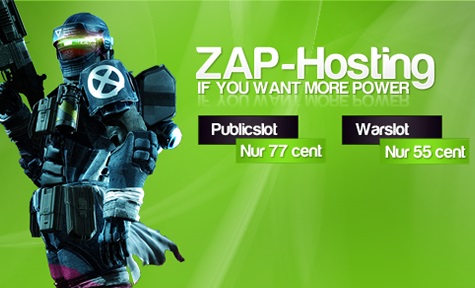 ZAP-Hosting
IF YOU WANT MORE POWER
Publicslot
Nur 77 cent
Warslot
Nur 55 cent